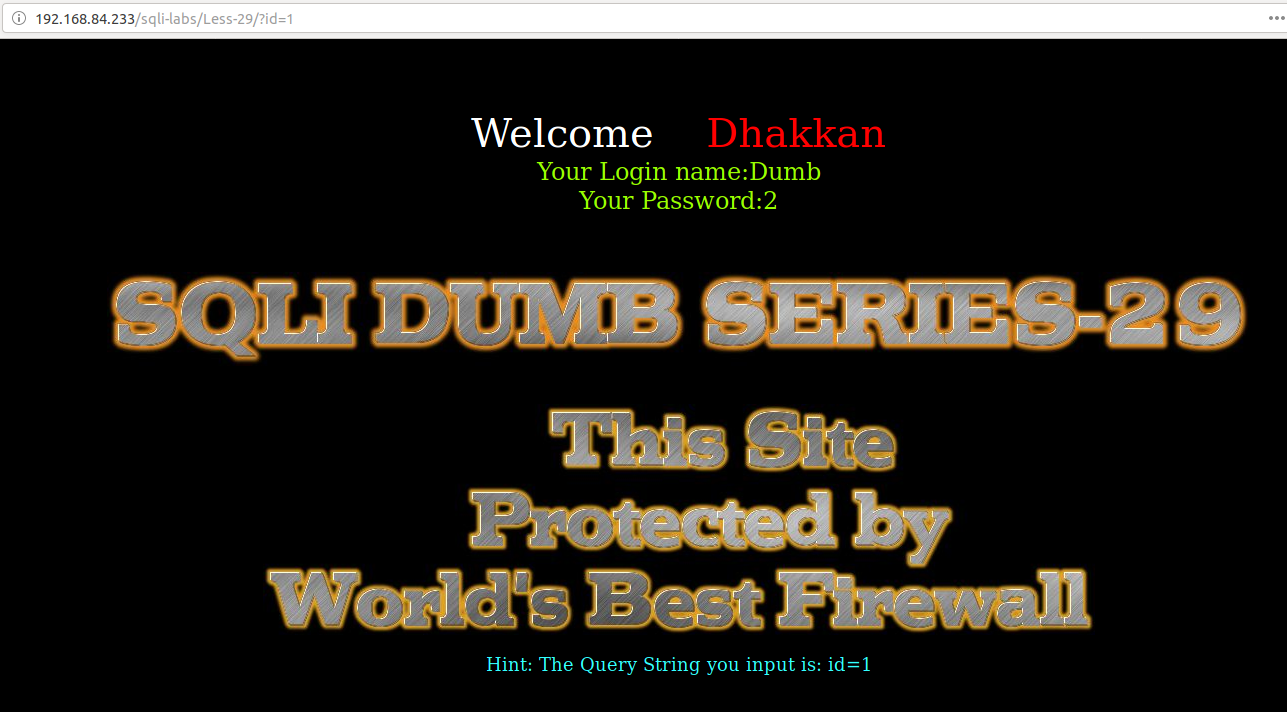 192.168.84.233/sqli-labs/Less-29/?id=1
Welcome Dhakkan
Your Login name:Dumb
Your Password:2
SQLI DUMB SERIES-29
This Site
Protected by
World's Best Firewall
Hint: The Query String you input is: id=1